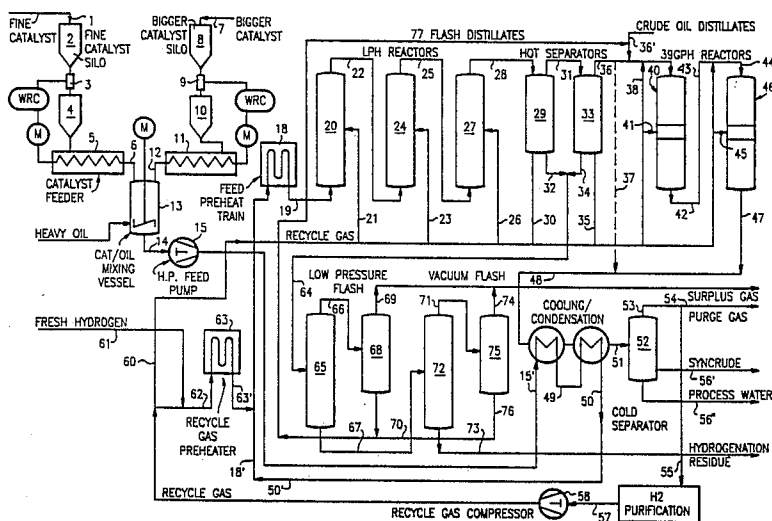 FINE CATALYST
1
FINE CATALYST SILO
2
3
WRC
4
M
5
6
CATALYST FEEDER
BIGGER CATALYST SILO
7
BIGGER CATALYST
8
9
WRC
10
M
11
12
M
13
HEAVY OIL
CAT/OIL MIXING VESSEL
14
15
H.P. FEED PUMP
18
FEED PREHEAT TRAIN
19
77 FLASH DISTILLATES
LPH REACTORS
20
21
22
23
24
25
26
27
28
HOT SEPARATORS
29
30
31
32
33
34
35
36
CRUDE OIL DISTILLATES
36'
37
38
39
GPH REACTORS
40
41
42
43
44
45
46
47
RECYCLE GAS
48
FRESH HYDROGEN
61
60
62
63
63'
RECYCLE GAS PREHEATER
18'
LOW PRESSURE FLASH
64
65
66
67
68
69
70
VACUUM FLASH
71
72
73
74
75
76
COOLING/ CONDENSATION
15'
49
50
51
52
53
54
SURPLUS GAS
PURGE GAS
SYNCRUDE
56'
PROCESS WATER
56"
COLD SEPARATOR
HYDROGENATION RESIDUE
55
50'
RECYCLE GAS
RECYCLE GAS COMPRESSOR
58
57
H2 PURIFICATION